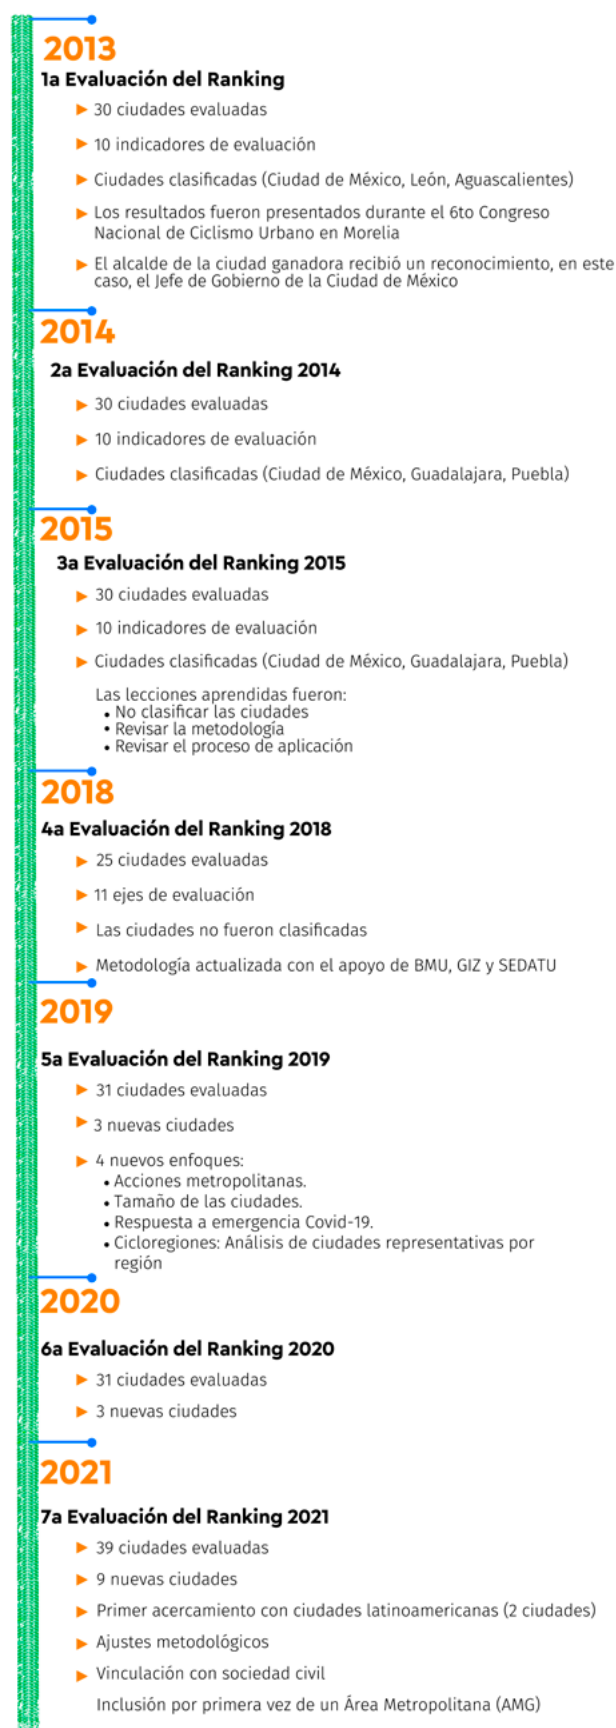 2013
1a Evaluación del Ranking
30 ciudades evaluadas
10 indicadores de evaluación
Ciudades clasificadas (Ciudad de México, León, Aguascalientes)
Los resultados fueron presentados durante el 6to Congreso
Nacional de Ciclismo Urbano en Morelia
El alcalde de la ciudad ganadora recibió un reconocimiento, en este
caso, el Jefe de Gobierno de la Ciudad de México
2014
2a Evaluación del Ranking 2014
30 ciudades evaluadas
10 indicadores de evaluación
Ciudades clasificadas (Ciudad de México, Guadalajara, Puebla)
2015
3a Evaluación del Ranking 2015
30 ciudades evaluadas
10 indicadores de evaluación
Ciudades clasificadas (Ciudad de México, Guadalajara, Puebla)
Las lecciones aprendidas fueron:
• No clasificar las ciudades
• Revisar la metodología
• Revisar el proceso de aplicación
2018
4a Evaluación del Ranking 2018
25 ciudades evaluadas
11 ejes de evaluación
Las ciudades no fueron clasificadas
Metodología actualizada con el apoyo de BMU, GIZ y SEDATU
2019
5a Evaluación del Ranking 2019
31 ciudades evaluadas
3 nuevas ciudades
4 nuevos enfoques:
• Acciones metropolitanas.
• Tamaño de las ciudades.
• Respuesta a emergencia Covid-19.
• Cicloregiones: Análisis de ciudades representativas por
región
2020
6a Evaluación del Ranking 2020
31 ciudades evaluadas
3 nuevas ciudades
2021
7a Evaluación del Ranking 2021
39 ciudades evaluadas
9 nuevas ciudades
Primer acercamiento con ciudades latinoamericanas (2 ciudades)
Ajustes metodológicos
Vinculación con sociedad civil
Inclusión por primera vez de un Área Metropolitana (AMG)